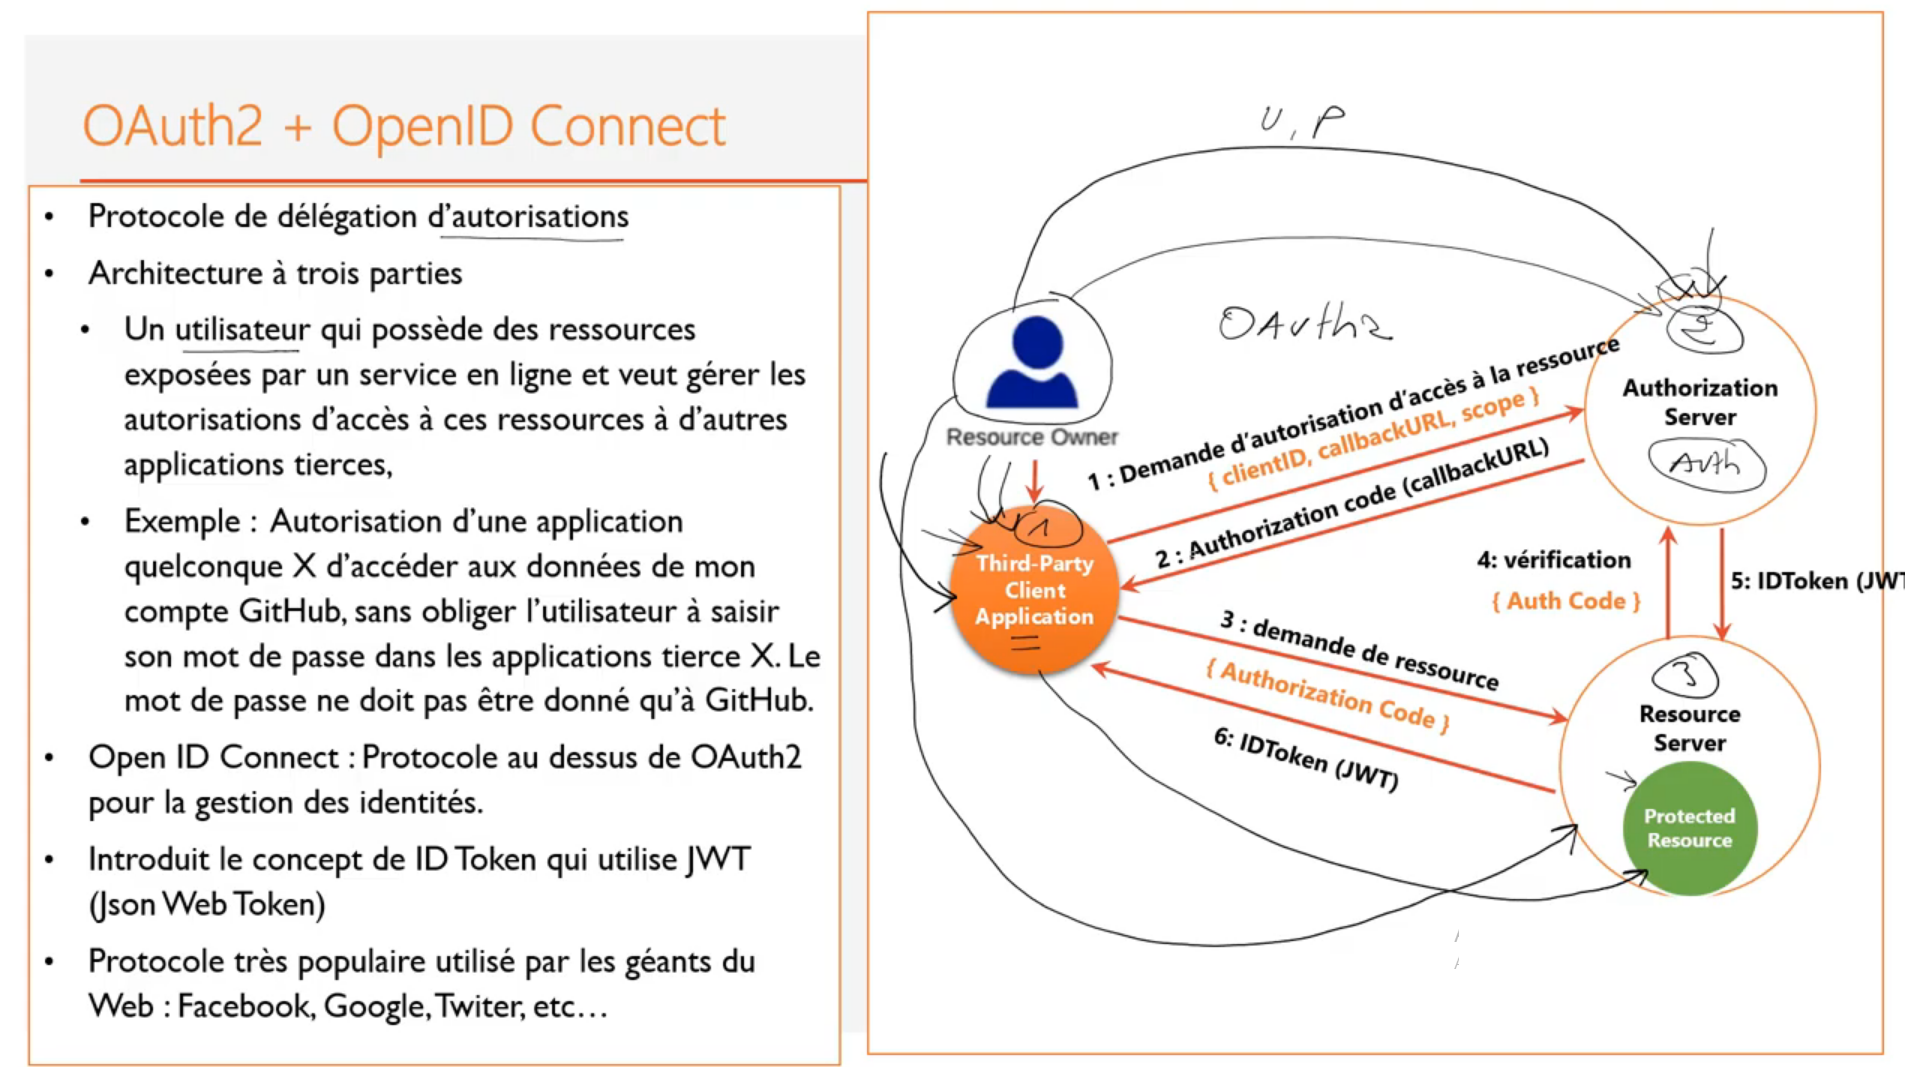 OAuth2 + OpenID Connect
• Protocole de délégation d’autorisations
• Architecture à trois parties
• Un utilisateur qui possède des ressources
exposées par un service en ligne et veut gérer les
autorisations d’accès à ces ressources à d’autres
applications tierces,
• Exemple : Autorisation d’une application
quelconque X d’accéder aux données de mon
compte GitHub, sans obliger l’utilisateur à saisir
son mot de passe dans les applications tierce X. Le
mot de passe ne doit pas être donné qu’à GitHub.
• Open ID Connect : Protocole au dessus de OAuth2
pour la gestion des identités.
• Introduit le concept de ID Token qui utilise JWT
(Json Web Token)
• Protocole très populaire utilisé par les géants du
Web : Facebook, Google, Twiter, etc…
U, P
OAuth2
Resource Owner
1 : Demande d’autorisation d’accès à la ressource
{ clientID, callbackURL, scope }
2 : Authorization code (callbackURL)
2
Authorization
Server
Auth
1
Third-Party
Client
Application
4: vérification
{ Auth Code }
5: IDToken (JWT
3 : demande de ressource
{ Authorization Code }
6: IDToken (JWT)
3
Resource
Server
Protected
Resource